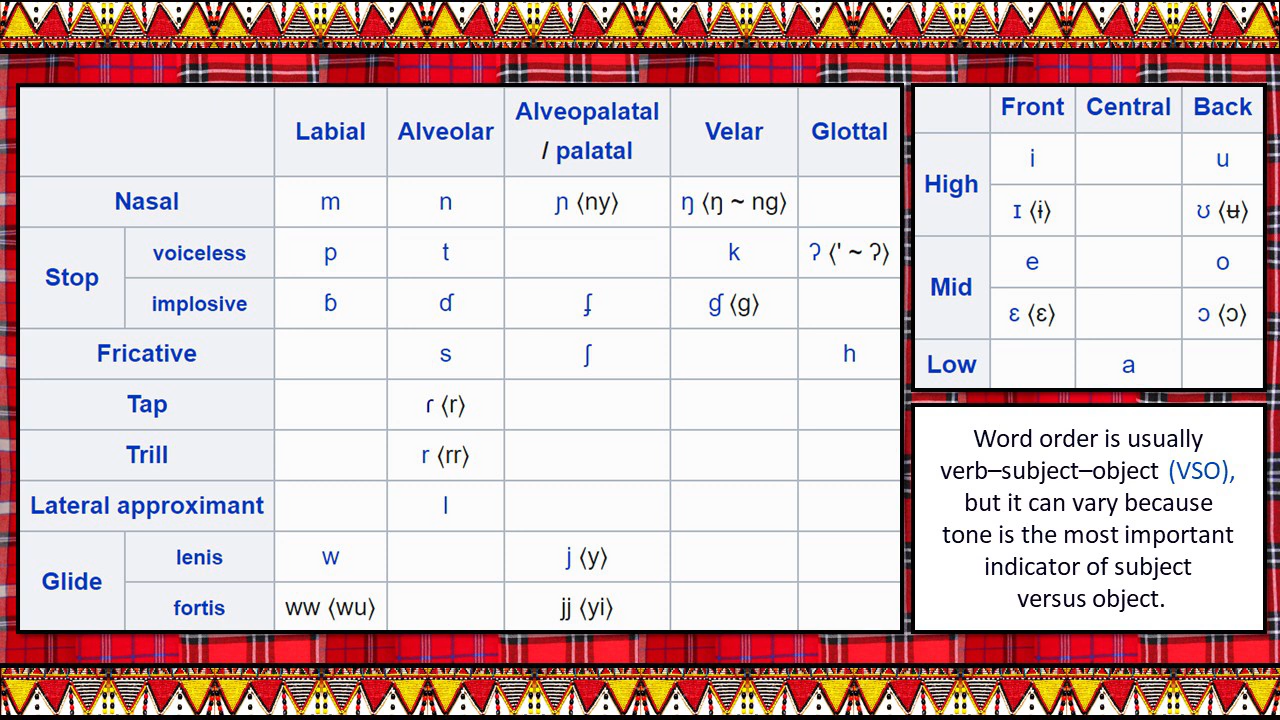 Labial Alveolar Alveopalatal / palatal Velar Glottal
Nasal m n ɲ ⟨ny⟩ ŋ ⟨ŋ ~ ng⟩
Stop voiceless p t k ʔ ⟨' ~ ʔ⟩
implosive ɓ ɗ ʄ ɠ ⟨g⟩
Fricative s ʃ h
Tap ɾ ⟨r⟩
Trill r ⟨rr⟩
Lateral approximant l
Glide lenis w j ⟨y⟩
fortis ww ⟨wu⟩ jj ⟨yi⟩
Front Central Back
High i u
ɪ ⟨ɨ⟩ ʊ ⟨ʉ⟩
Mid e o
ɛ ⟨ɛ⟩ ɔ ⟨ɔ⟩
Low a
Word order is usually
verb–subject–object (VSO),
but it can vary because
tone is the most important
indicator of subject
versus object.